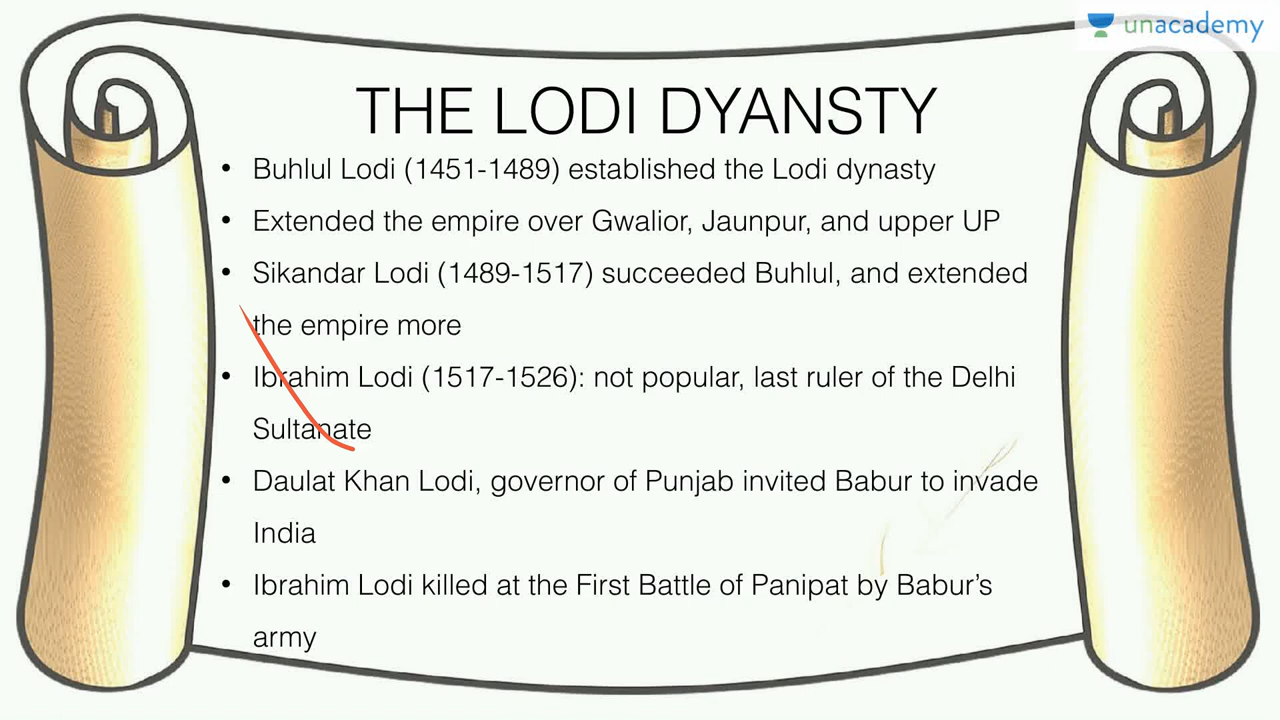 unacademy
THE LODI DYANSTY
• Buhlul Lodi (1451-1489) established the Lodi dynasty
• Extended the empire over Gwalior, Jaunpur, and upper UP
• Sikandar Lodi (1489-1517) succeeded Buhlul, and extended
the empire more
• Ibrahim Lodi (1517-1526): not popular, last ruler of the Delhi
Sultanate
• Daulat Khan Lodi, governor of Punjab invited Babur to invade
India
• Ibrahim Lodi killed at the First Battle of Panipat by Babur’s
army